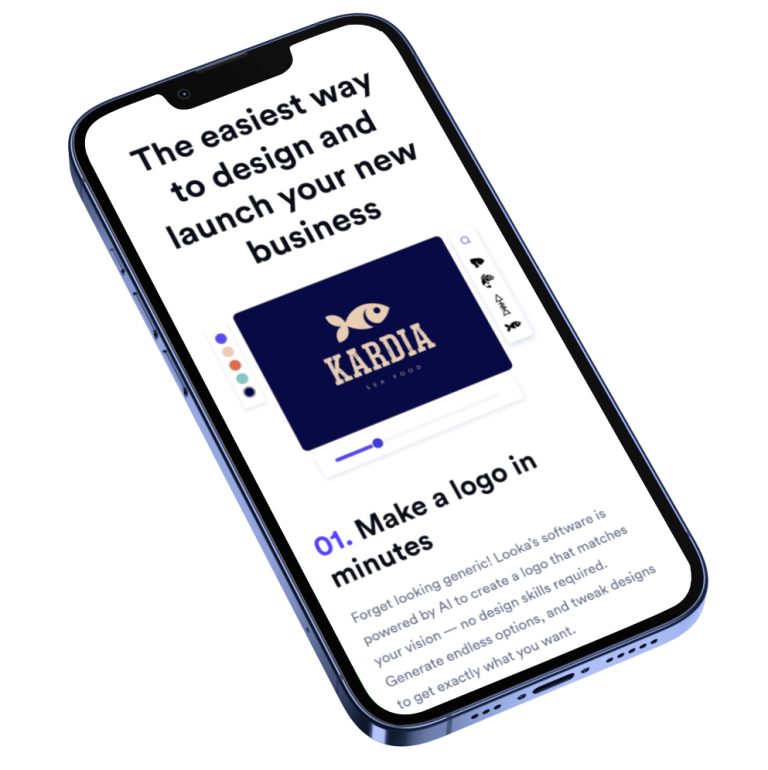 The easiest way
to design and
launch your new
business
KARDIA
SEA FOOD
01. Make a logo in
minutes
Forget looking generic! Looka's software is
powered by AI to create a logo that matches
your vision — no design skills required.
Generate endless options, and tweak designs
to get exactly what you want.